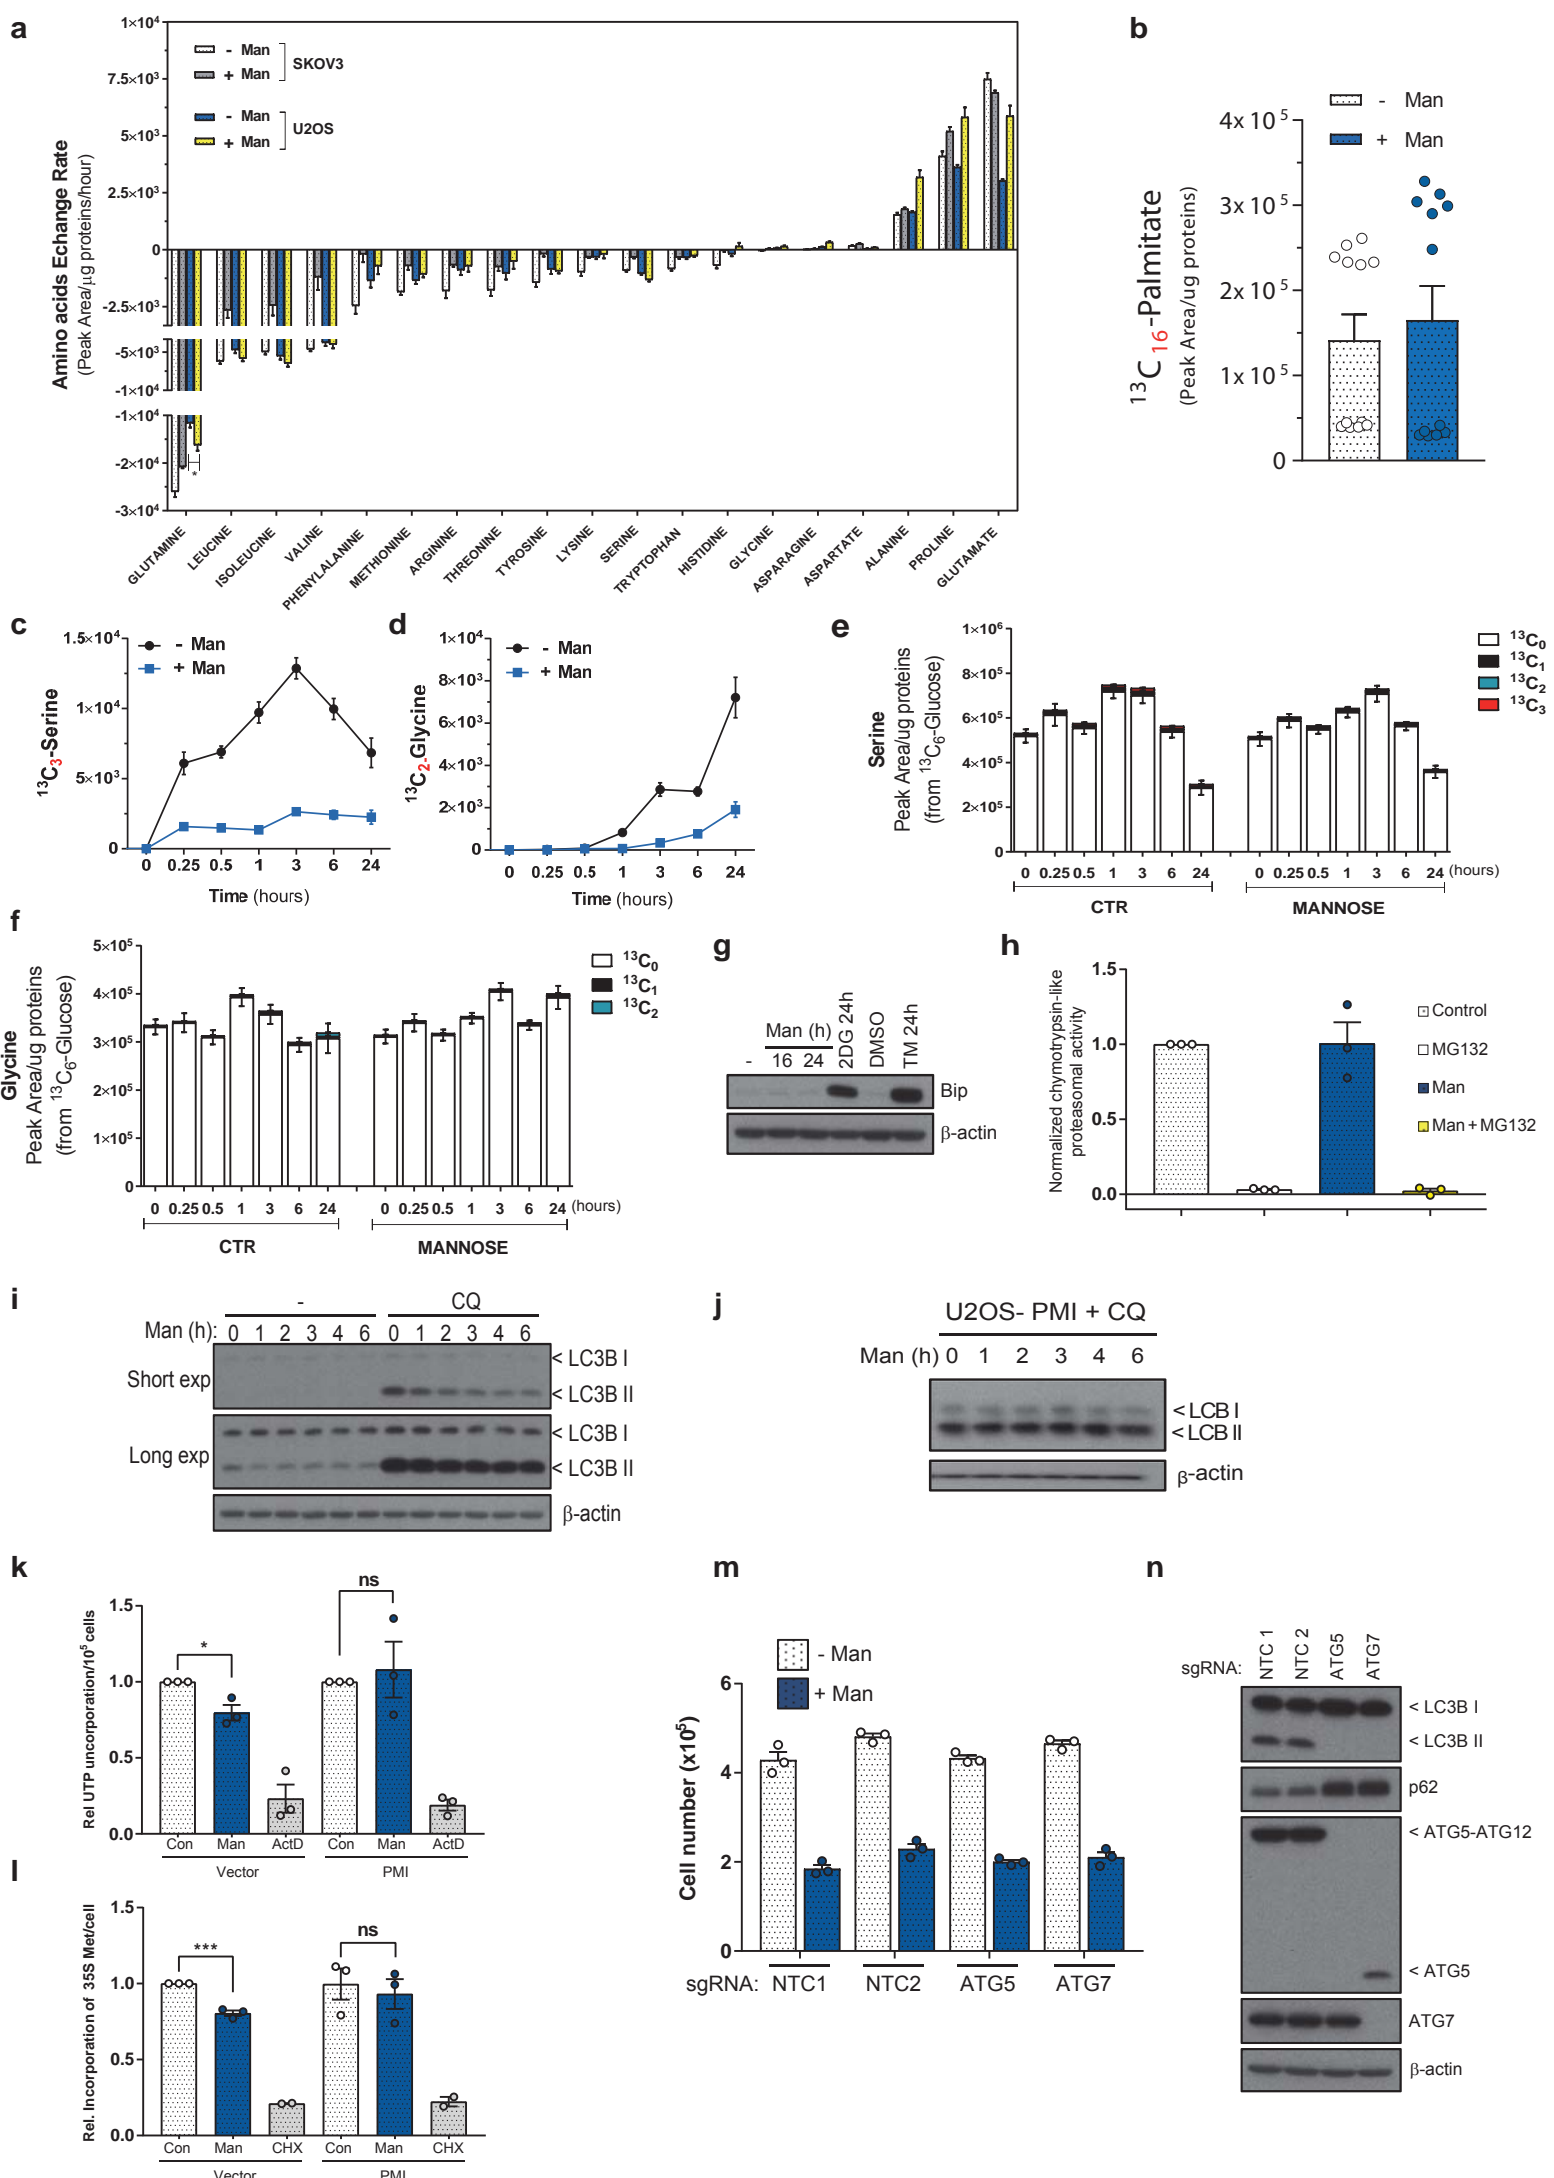 a
1×10⁴
7.5×10³
5×10³
2.5×10³
0
-2.5×10³
-5×10³
-1×10⁴
-1×10⁴
-2×10⁴
-3×10⁴
Amino acids Echange Rate
(Peak Area/µg proteins/hour)
- Man
+ Man
SKOV3
- Man
+ Man
U2OS
*
GLUTAMINE
LEUCINE
ISOLEUCINE
VALINE
PHENYLALANINE
METHIONINE
ARGININE
THREONINE
TYROSINE
LYSINE
SERINE
TRYPTOPHAN
HISTIDINE
GLYCINE
ASPARAGINE
ASPARTATE
ALANINE
PROLINE
GLUTAMATE
b
- Man
+ Man
¹³C₁₆-Palmitate
(Peak Area/ug proteins)
4x 10⁵
3x 10⁵
2x 10⁵
1x 10⁵
0
c
- Man
+ Man
¹³C₃-Serine
1.5×10⁴
1×10⁴
5×10³
0
0 0.25 0.5 1 3 6 24
Time (hours)
d
- Man
+ Man
¹³C₂-Glycine
1×10⁴
8×10³
6×10³
4×10³
2×10³
0
0 0.25 0.5 1 3 6 24
Time (hours)
e
Serine
Peak Area/ug proteins
(from ¹³C₆-Glucose)
1×10⁶
8×10⁵
6×10⁵
4×10⁵
2×10⁵
0
¹³C₀
¹³C₁
¹³C₂
¹³C₃
0 0.25 0.5 1 3 6 24 0 0.25 0.5 1 3 6 24 (hours)
CTR MANNOSE
f
Glycine
Peak Area/ug proteins
(from ¹³C₆-Glucose)
5×10⁵
4×10⁵
3×10⁵
2×10⁵
1×10⁵
0
¹³C₀
¹³C₁
¹³C₂
0 0.25 0.5 1 3 6 24 0 0.25 0.5 1 3 6 24 (hours)
CTR MANNOSE
g
Man (h)
- 16 24 2DG 24h DMSO TM 24h
Bip
β-actin
h
Normalized chymotrypsin-like
proteasomal activity
1.5
1.0
0.5
0.0
Control
MG132
Man
Man + MG132
i
- CQ
Man (h): 0 1 2 3 4 6 0 1 2 3 4 6
Short exp
< LC3B I
< LC3B II
Long exp
< LC3B I
< LC3B II
β-actin
j
U2OS- PMI + CQ
Man (h) 0 1 2 3 4 6
< LCB I
< LCB II
β-actin
k
Rel UTP uncorporation/10⁵ cells
1.5
1.0
0.5
0.0
*
ns
Con Man ActD Con Man ActD
Vector PMI
l
Rel. Incorporation of 35S Met/cell
1.5
1.0
0.5
0.0
***
ns
Con Man CHX Con Man CHX
Vector PMI
m
- Man
+ Man
Cell number (x10⁵)
6
4
2
0
sgRNA: NTC1 NTC2 ATG5 ATG7
n
sgRNA: NTC 1 NTC 2 ATG5 ATG7
< LC3B I
< LC3B II
p62
< ATG5-ATG12
< ATG5
ATG7
β-actin